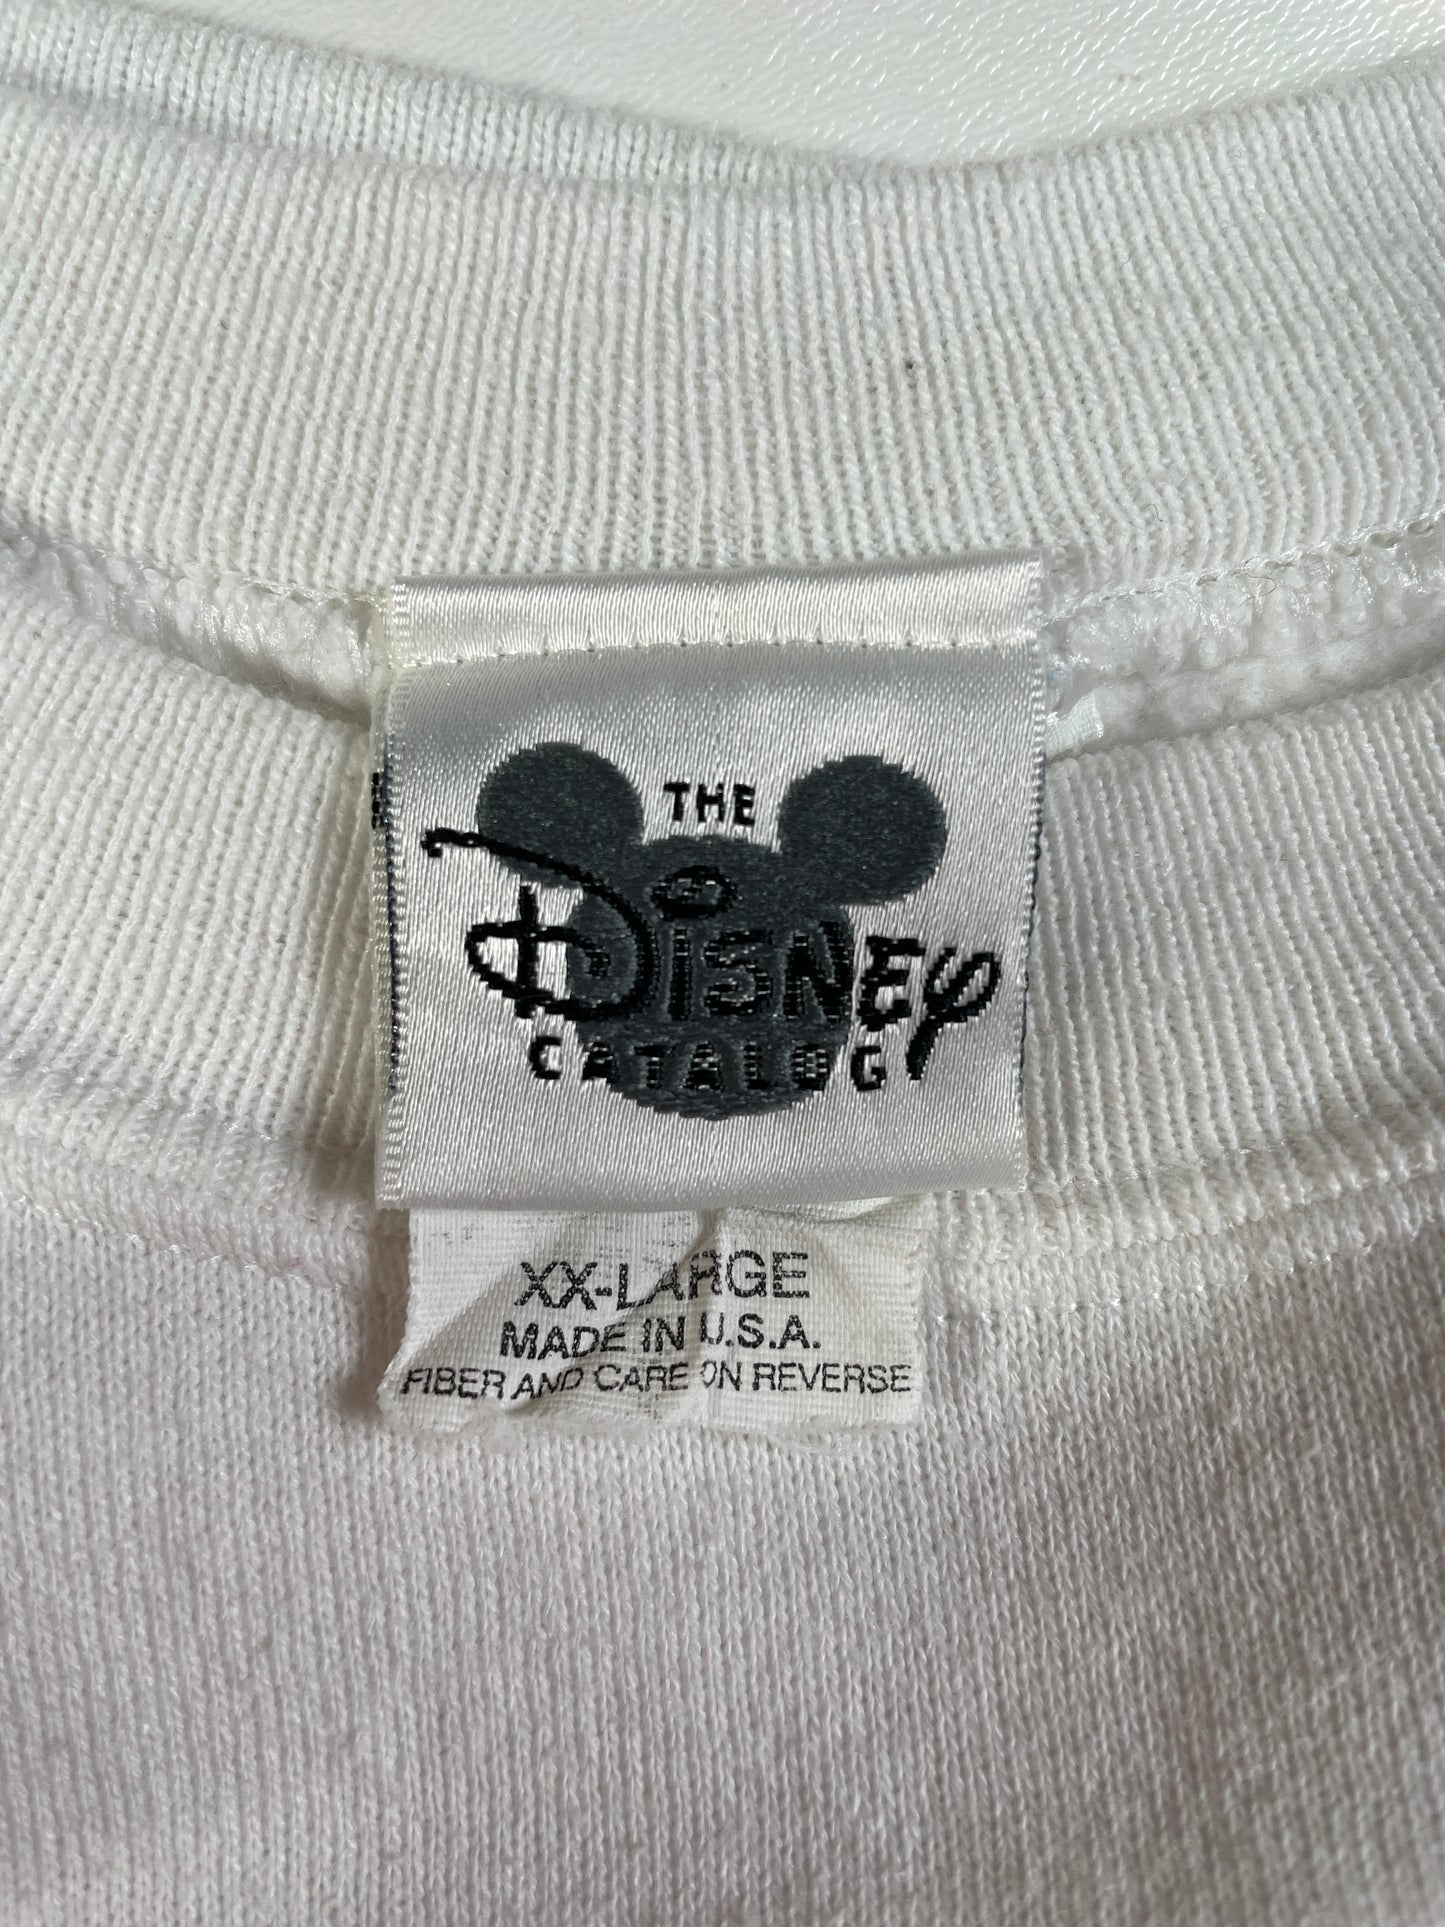 THE
Disney
CATALOG
XX-LARGE
MADE IN U.S.A.
FIBER AND CARE ON REVERSE